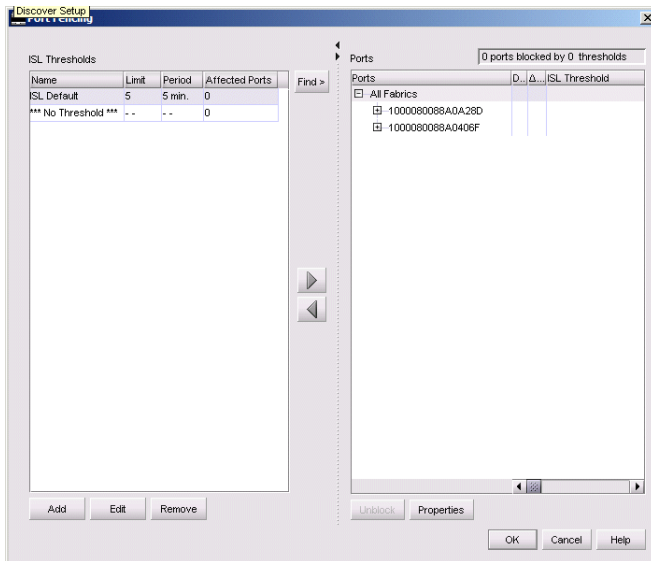 Discover Setup
Port Fencing
ISL Thresholds
Name Limit Period Affected Ports
ISL Default 5 5 min. 0
*** No Threshold *** - - - - 0
Find >
Add Edit Remove
Ports 0 ports blocked by 0 thresholds
Ports D... Δ... ISL Threshold
All Fabrics
1000080088A0A28D
1000080088A0406F
Unblock Properties
OK Cancel Help